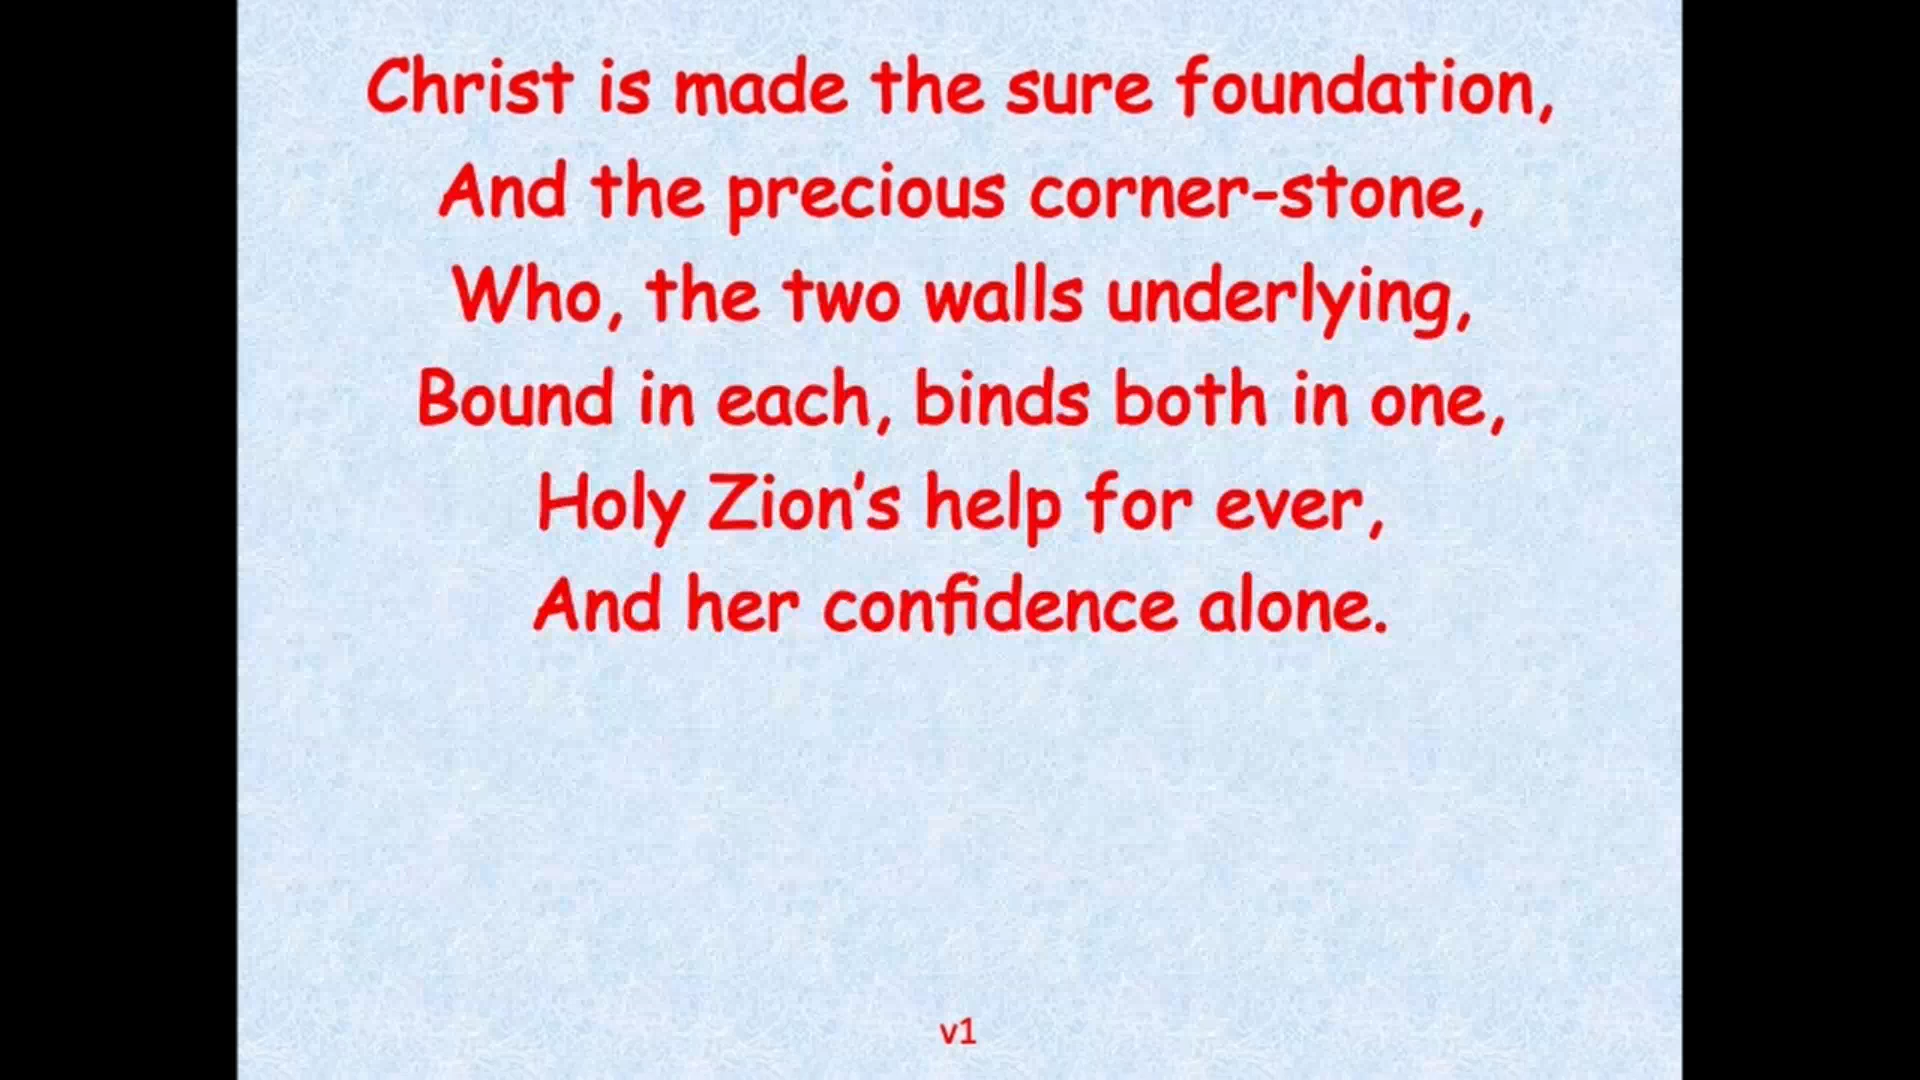 Christ is made the sure foundation,
And the precious corner-stone,
Who, the two walls underlying,
Bound in each, binds both in one,
Holy Zion’s help for ever,
And her confidence alone.
v1